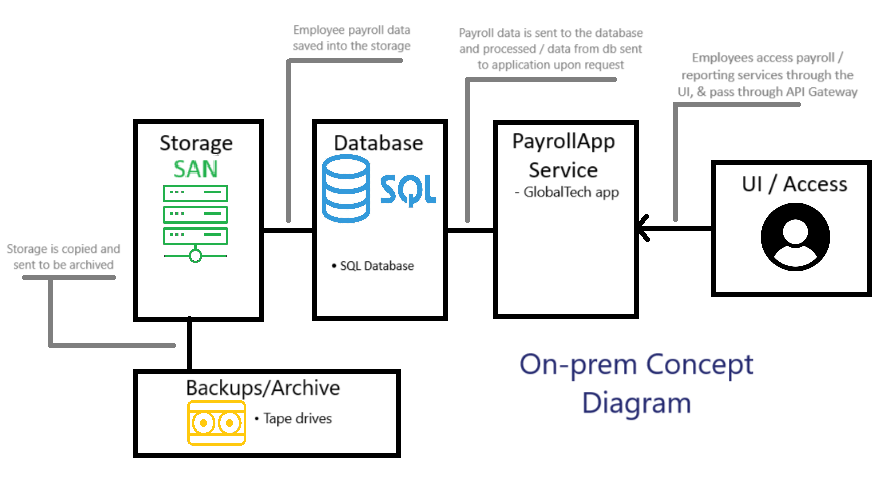 Employee payroll data
saved into the storage
Payroll data is sent to the database
and processed / data from db sent
to application upon request
Employees access payroll /
reporting services through the
UI, & pass through API Gateway
Storage
SAN
Database
SQL
• SQL Database
PayrollApp
Service
- GlobalTech app
UI / Access
Storage is copied and
sent to be archived
Backups/Archive
• Tape drives
On-prem Concept
Diagram